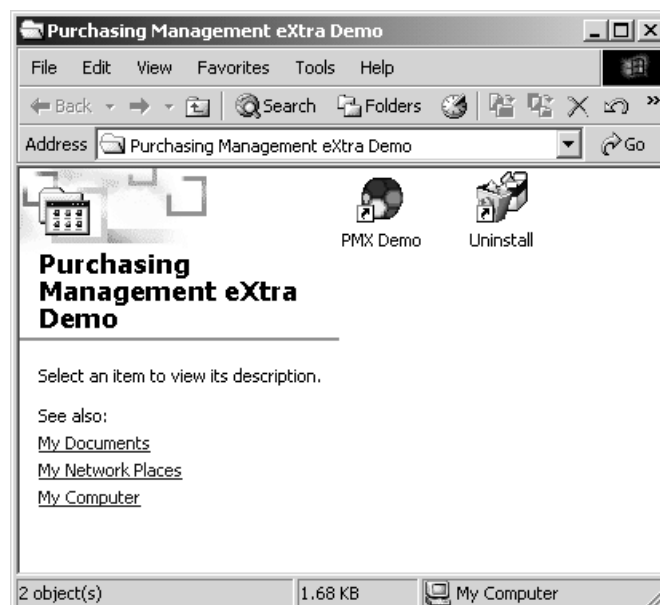 Purchasing Management eXtra Demo
File Edit View Favorites Tools Help
Back Search Folders »
Address Purchasing Management eXtra Demo Go
PMX Demo Uninstall
Purchasing
Management eXtra
Demo
Select an item to view its description.
See also:
My Documents
My Network Places
My Computer
2 object(s) 1.68 KB My Computer